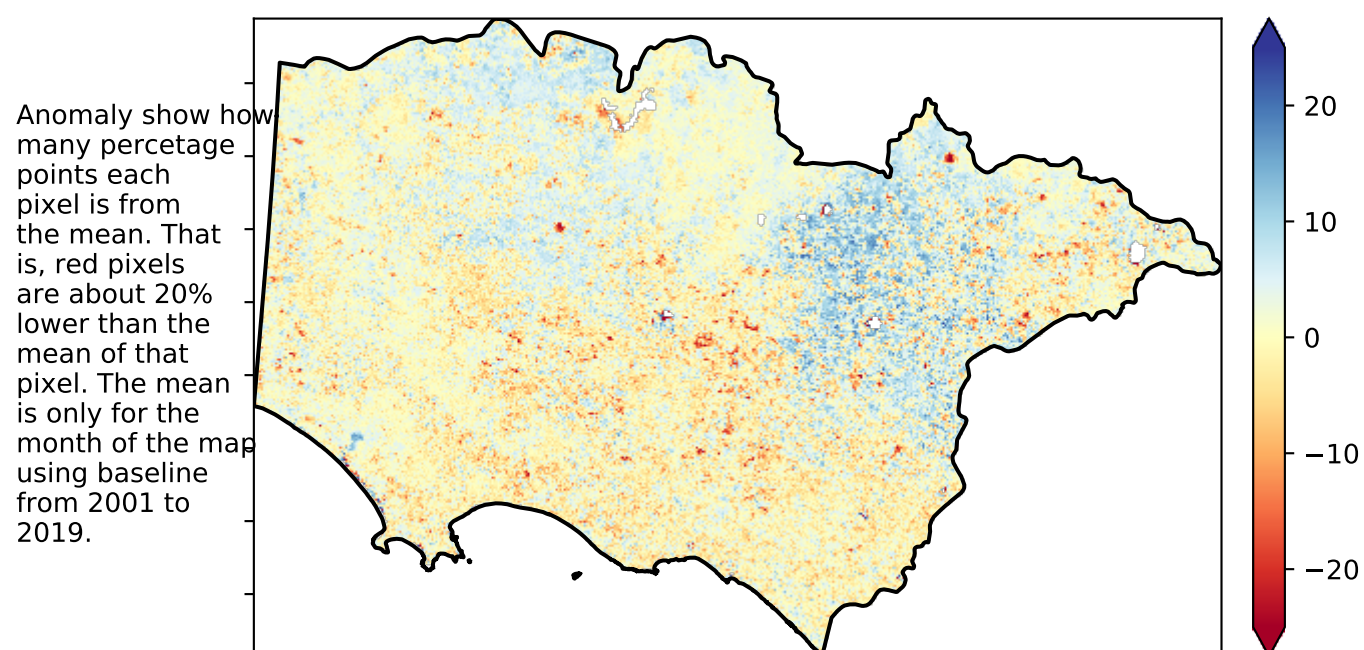 Anomaly show how
many percetage
points each
pixel is from
the mean. That
is, red pixels
are about 20%
lower than the
mean of that
pixel. The mean
is only for the
month of the map
using baseline
from 2001 to
2019.
20
10
0
−10
−20